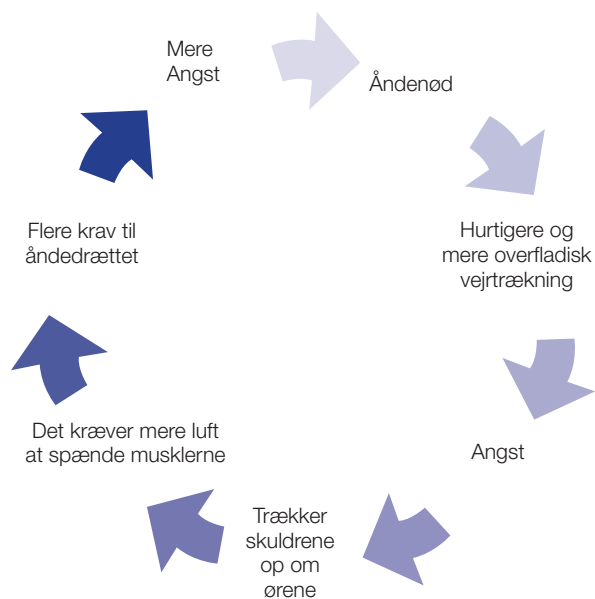 Mere
Angst
Åndenød
Hurtigere og
mere overfladisk
vejrtrækning
Angst
Trækker
skuldrene
op om
ørene
Det kræver mere luft
at spænde musklerne
Flere krav til
åndedrættet